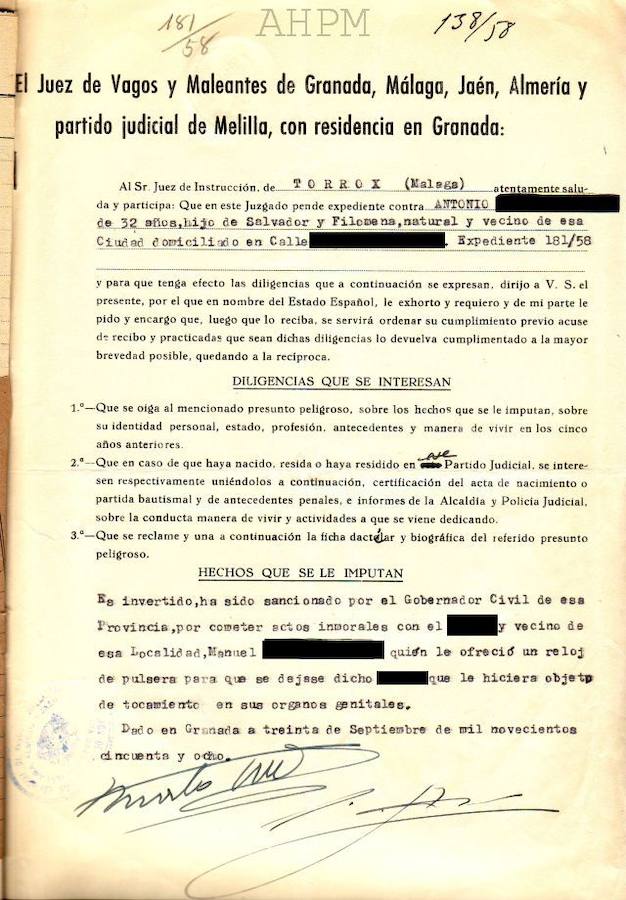 AHPM
181/58
138/58
El Juez de Vagos y Maleantes de Granada, Málaga, Jaén, Almería y
partido judicial de Melilla, con residencia en Granada:
Al Sr. Juez de Instrucción, de TORROX (Malaga) atentamente salu-
da y participa: Que en este Juzgado pende expediente contra ANTONIO
de 32 años,hijo de Salvador y Filomena,natural y vecino de esa
Ciudad domiciliado en Calle . Expediente 181/58
y para que tenga efecto las diligencias que a continuación se expresan, dirijo a V. S. el
presente, por el que en nombre del Estado Español, le exhorto y requiero y de mi parte le
pido y encargo que, luego que lo reciba, se servirá ordenar su cumplimiento previo acuse
de recibo y practicadas que sean dichas diligencias lo devuelva cumplimentado a la mayor
brevedad posible, quedando a la recíproca.
DILIGENCIAS QUE SE INTERESAN
1.º—Que se oiga al mencionado presunto peligroso, sobre los hechos que se le imputan, sobre
su identidad personal, estado, profesión, antecedentes y manera de vivir en los cinco
años anteriores.
2.º—Que en caso de que haya nacido, resida o haya residido en ese Partido Judicial, se intere-
sen respectivamente uniéndolos a continuación, certificación del acta de nacimiento o
partida bautismal y de antecedentes penales, e informes de la Alcaldía y Policía Judicial,
sobre la conducta manera de vivir y actividades a que se viene dedicando.
3.º—Que se reclame y una a continuación la ficha dactilar y biográfica del referido presunto
peligroso.
HECHOS QUE SE LE IMPUTAN
Es invertido,ha sido sancionado por el Gobernador Civil de esa
Provincia,por cometer actos inmorales con el y vecino de
esa Localidad,Manuel quién le ofreció un reloj
de pulsera para que se dejase dicho que le hiciera objeto
de tocamiento en sus organos genitales.
Dado en Granada a treinta de Septiembre de mil novecientos
cincuenta y ocho.